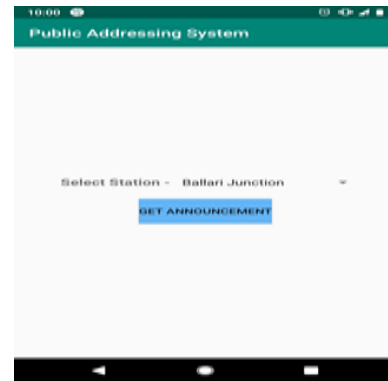 10:00
Public Addressing System
Select Station - Ballari Junction
GET ANNOUNCEMENT